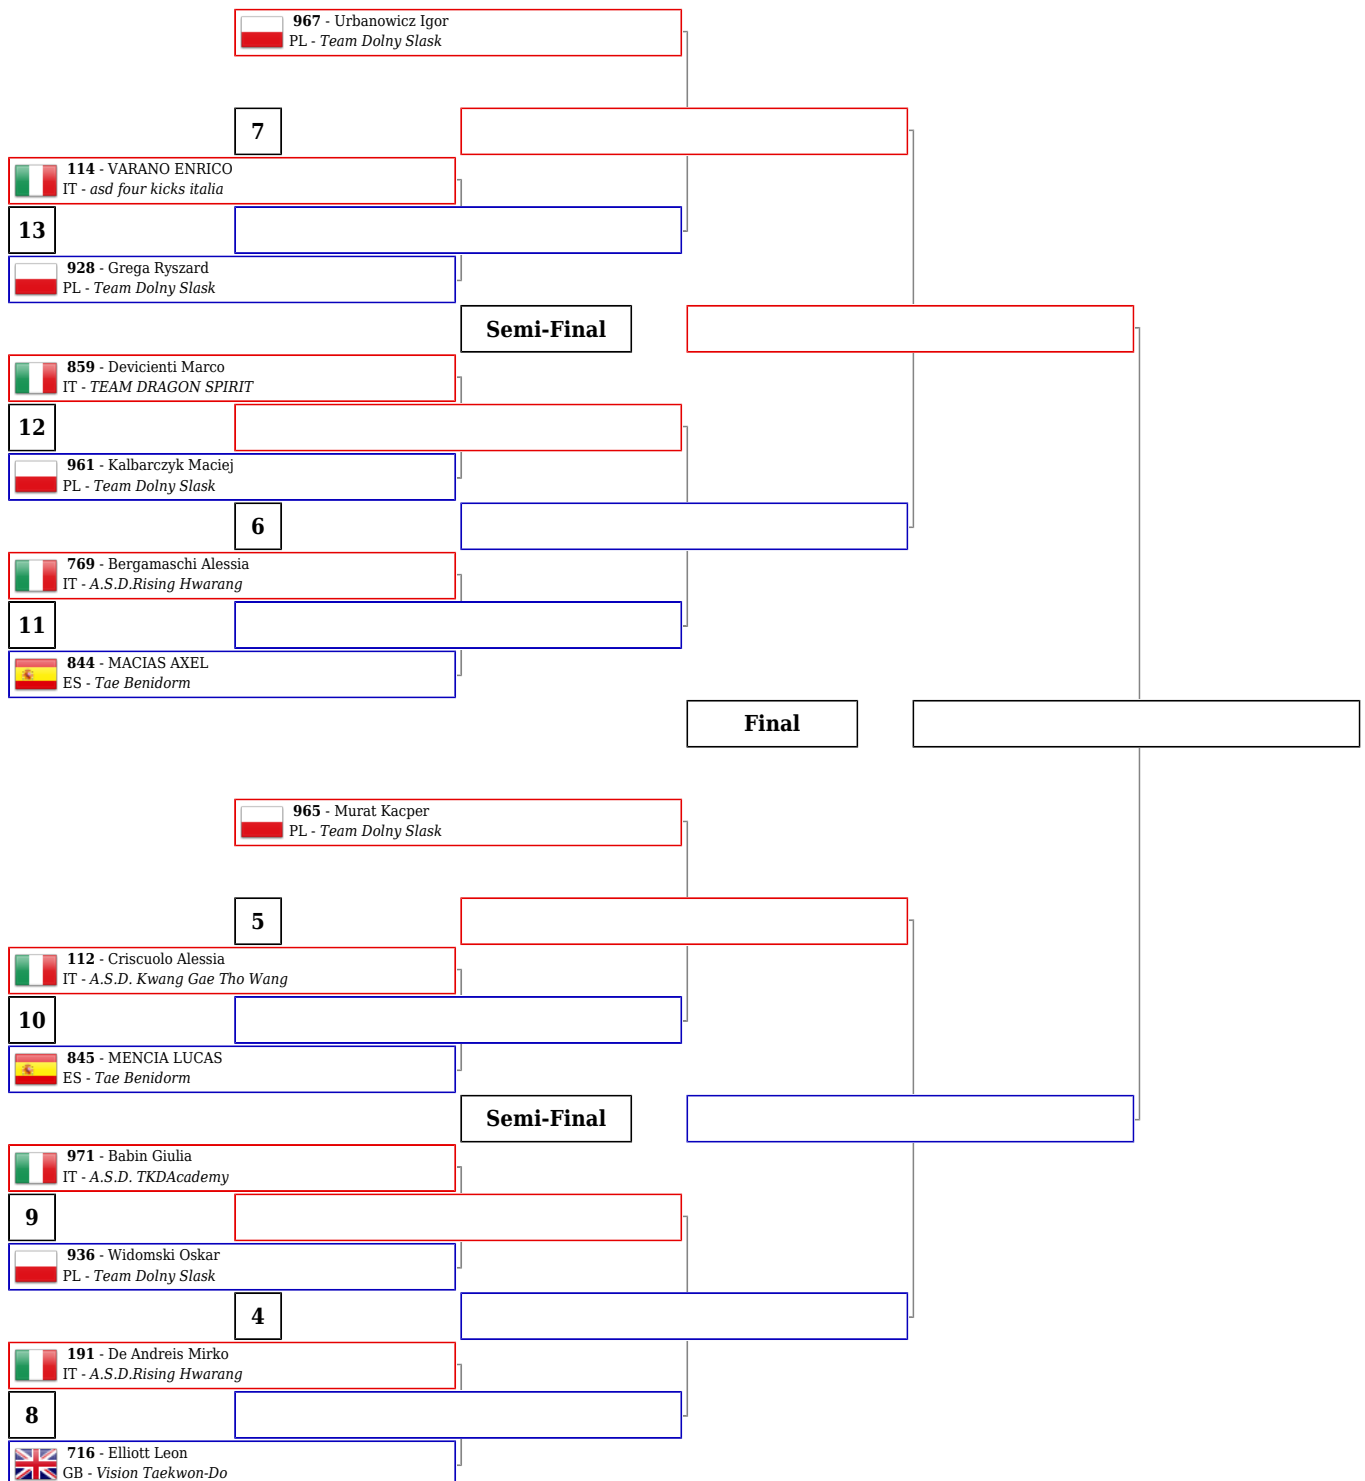 967 - Urbanowicz Igor
PL - Team Dolny Slask
7
114 - VARANO ENRICO
IT - asd four kicks italia
13
928 - Grega Ryszard
PL - Team Dolny Slask
Semi-Final
859 - Devicienti Marco
IT - TEAM DRAGON SPIRIT
12
961 - Kalbarczyk Maciej
PL - Team Dolny Slask
6
769 - Bergamaschi Alessia
IT - A.S.D.Rising Hwarang
11
844 - MACIAS AXEL
ES - Tae Benidorm
Final
965 - Murat Kacper
PL - Team Dolny Slask
5
112 - Criscuolo Alessia
IT - A.S.D. Kwang Gae Tho Wang
10
845 - MENCIA LUCAS
ES - Tae Benidorm
Semi-Final
971 - Babin Giulia
IT - A.S.D. TKDAcademy
9
936 - Widomski Oskar
PL - Team Dolny Slask
4
191 - De Andreis Mirko
IT - A.S.D.Rising Hwarang
8
716 - Elliott Leon
GB - Vision Taekwon-Do